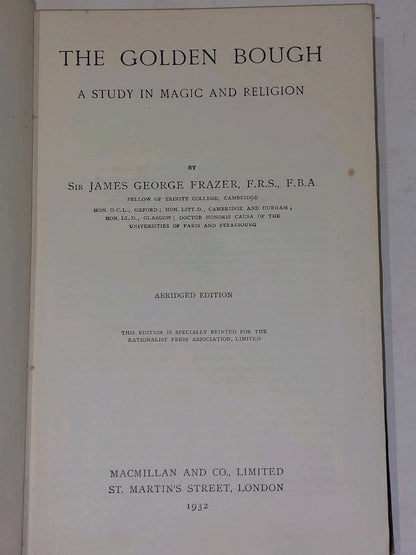 THE GOLDEN BOUGH
A STUDY IN MAGIC AND RELIGION
BY
SIR JAMES GEORGE FRAZER, F.R.S., F.B.A.
FELLOW OF TRINITY COLLEGE, CAMBRIDGE
HON. D.C.L., OXFORD; HON. LITT.D., CAMBRIDGE AND DURHAM;
HON. LL.D., GLASGOW; DOCTOR HONORIS CAUSA OF THE
UNIVERSITIES OF PARIS AND STRASBOURG
ABRIDGED EDITION
THIS EDITION IS SPECIALLY PRINTED FOR THE
RATIONALIST PRESS ASSOCIATION, LIMITED
MACMILLAN AND CO., LIMITED
ST. MARTIN'S STREET, LONDON
1932